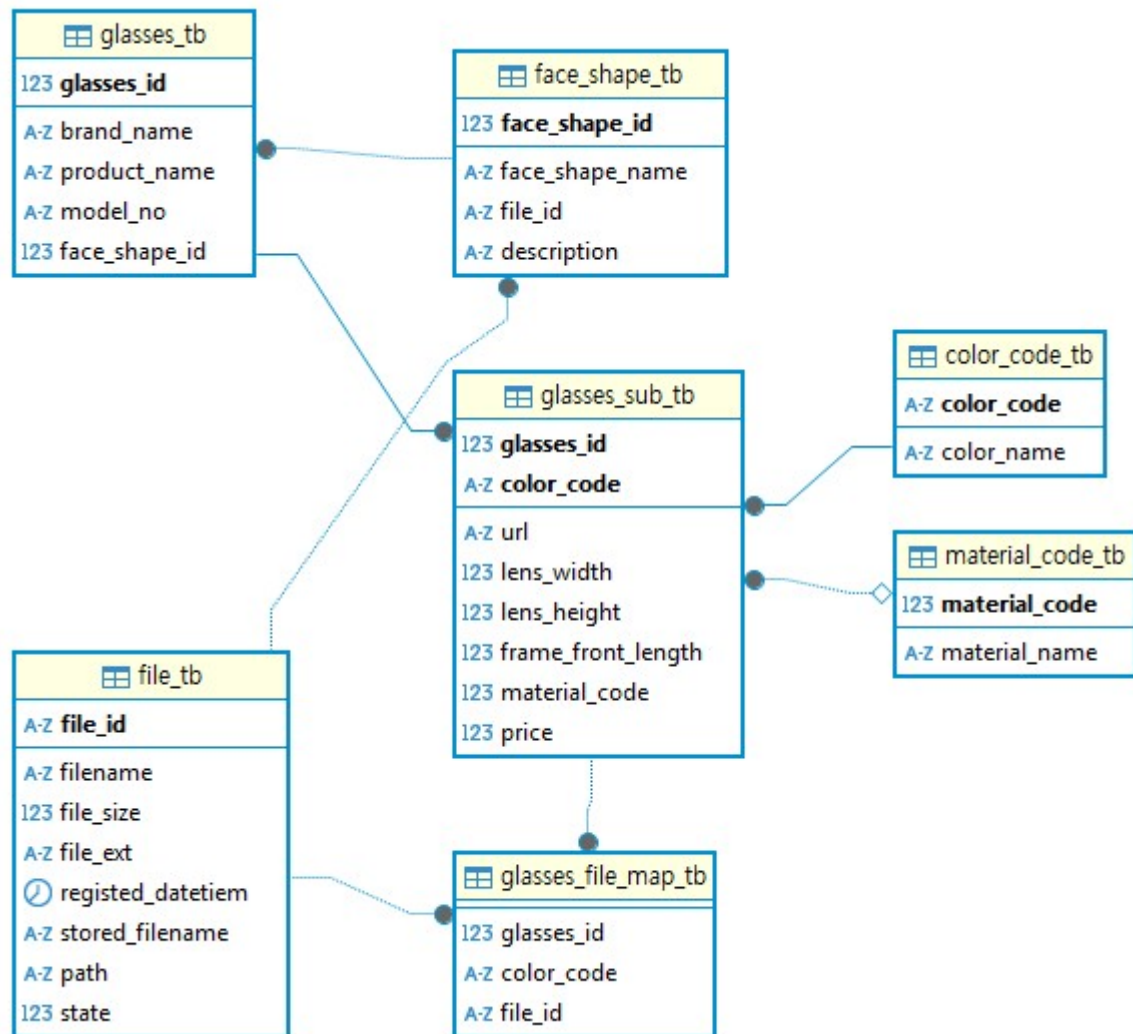 glasses_tb
123 glasses_id
A-Z brand_name
A-Z product_name
A-Z model_no
123 face_shape_id
face_shape_tb
123 face_shape_id
A-Z face_shape_name
A-Z file_id
A-Z description
glasses_sub_tb
123 glasses_id
A-Z color_code
A-Z url
123 lens_width
123 lens_height
123 frame_front_length
123 material_code
123 price
color_code_tb
A-Z color_code
A-Z color_name
material_code_tb
123 material_code
A-Z material_name
file_tb
A-Z file_id
A-Z filename
123 file_size
A-Z file_ext
registed_datetiem
A-Z stored_filename
A-Z path
123 state
glasses_file_map_tb
123 glasses_id
A-Z color_code
A-Z file_id